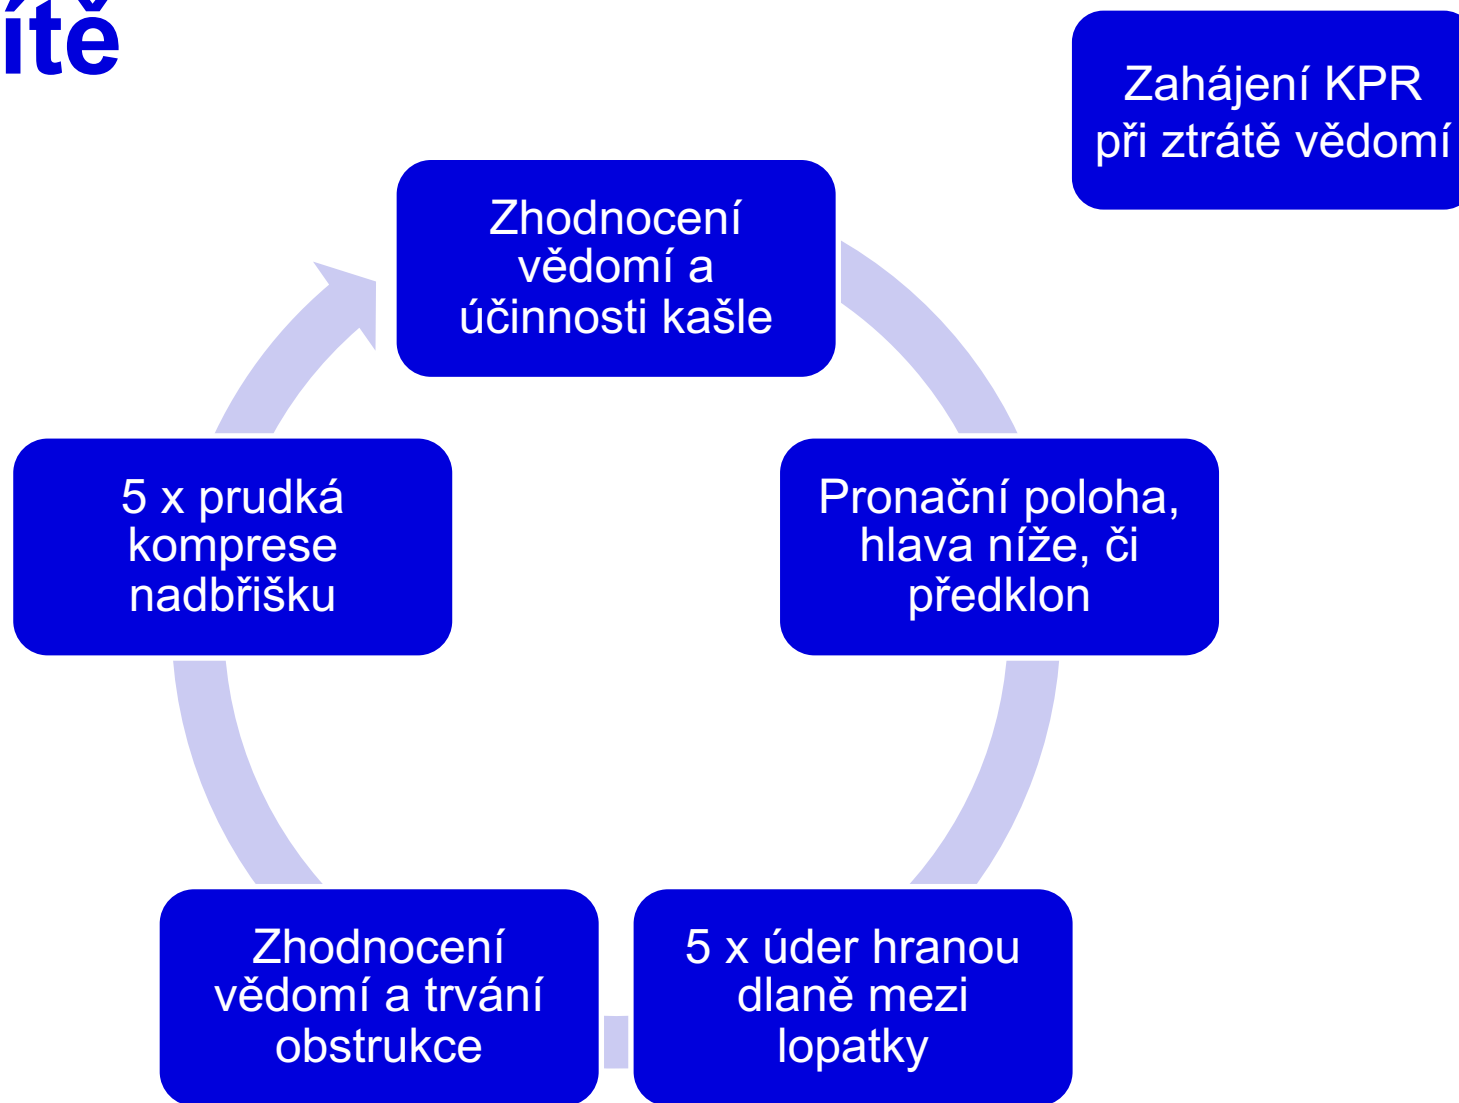 ítě
Zahájení KPR
při ztrátě vědomí
Zhodnocení
vědomí a
účinnosti kašle
Pronační poloha,
hlava níže, či
předklon
5 x úder hranou
dlaně mezi
lopatky
Zhodnocení
vědomí a trvání
obstrukce
5 x prudká
komprese
nadbřišku